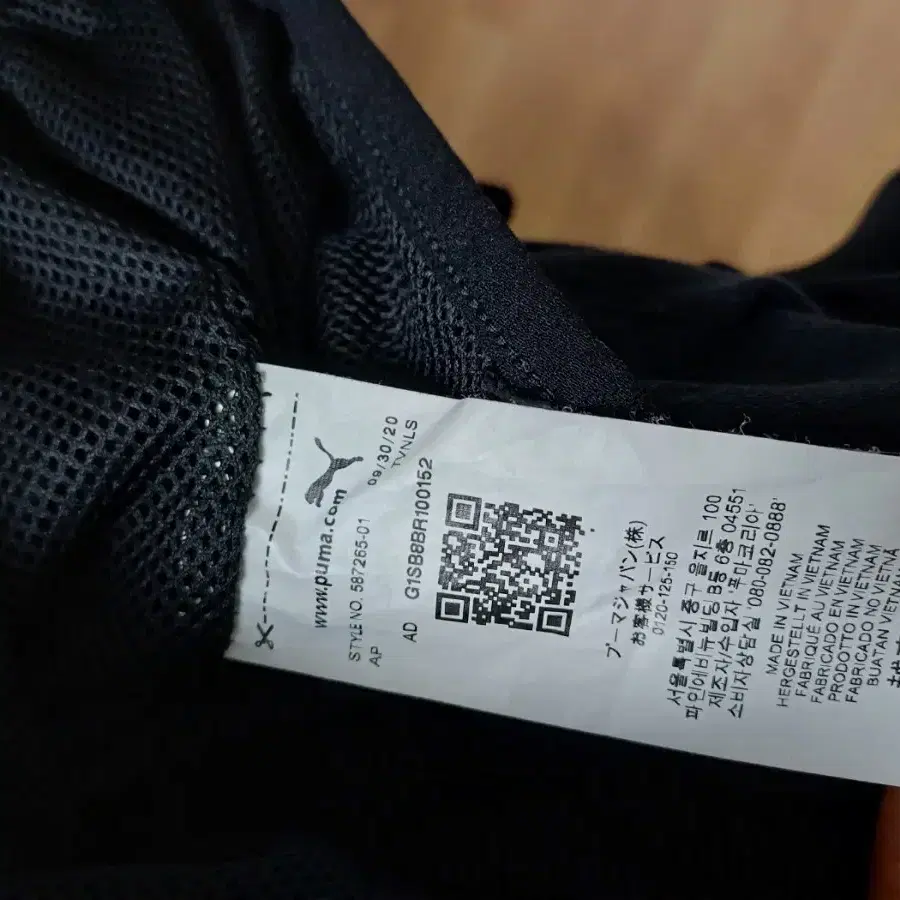 www.puma.com
09/30/20
TVNLS
STYLE NO. 587265-01
AP
AD
G1SB8BR100152
プーマジャパン(株)
お客様サービス
0120-125-150
서울특별시 중구 을지로 100
파인에비뉴빌딩 B동 6층 04551
제조자/수입자 '푸마코리아'
소비자상담실 '080-082-0888'
MADE IN VIETNAM
HERGESTELLT IN VIETNAM
FABRIQUÉ AU VIETNAM
FABRICADO EN VIETNAM
PRODOTTO IN VIETNAM
FABRICADO NO VIETNÃ
BUATAN VIETNAM